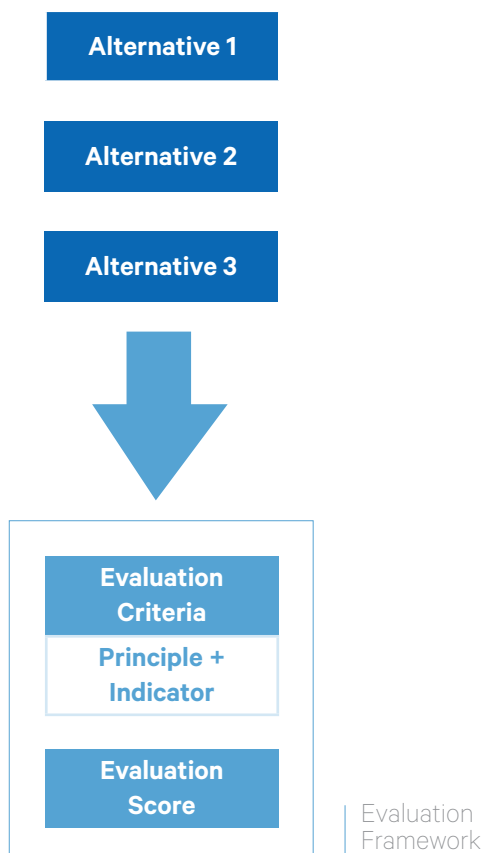 Alternative 1
Alternative 2
Alternative 3
Evaluation
Criteria
Principle +
Indicator
Evaluation
Score
Evaluation
Framework